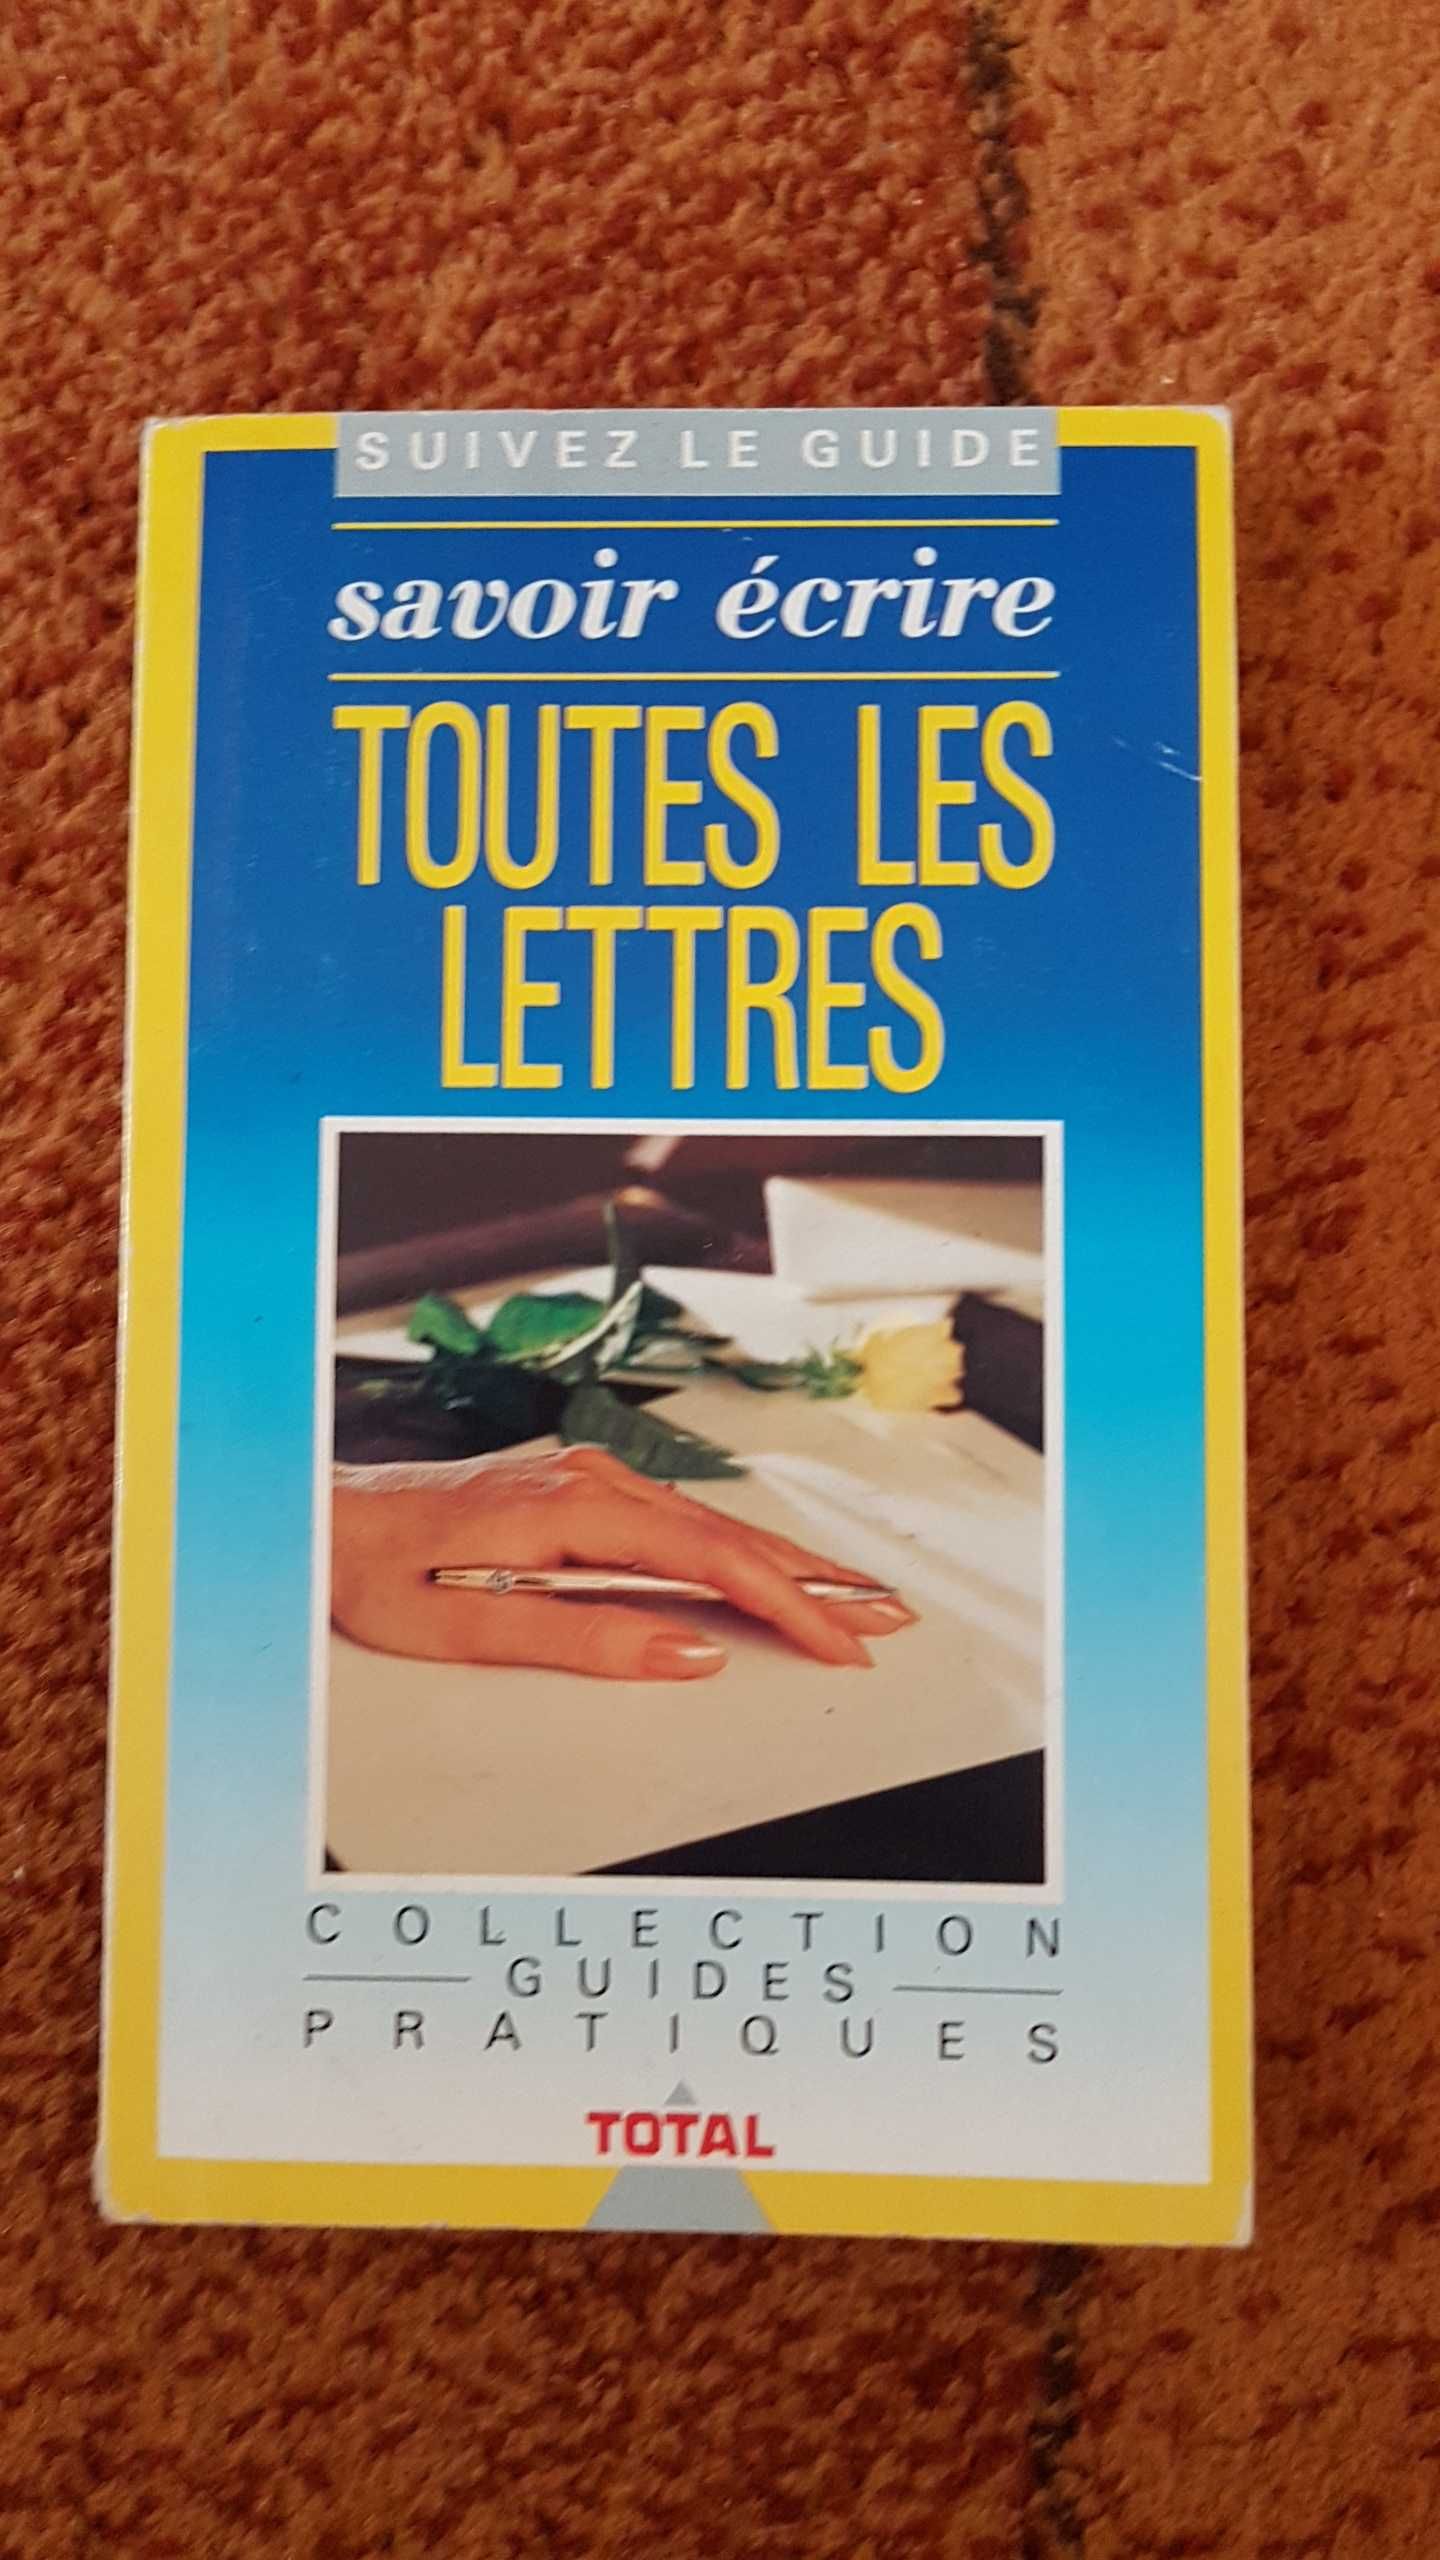 SUIVEZ LE GUIDE
savoir écrire
TOUTES LES
LETTRES
COLLECTION
GUIDES
PRATIQUES
TOTAL